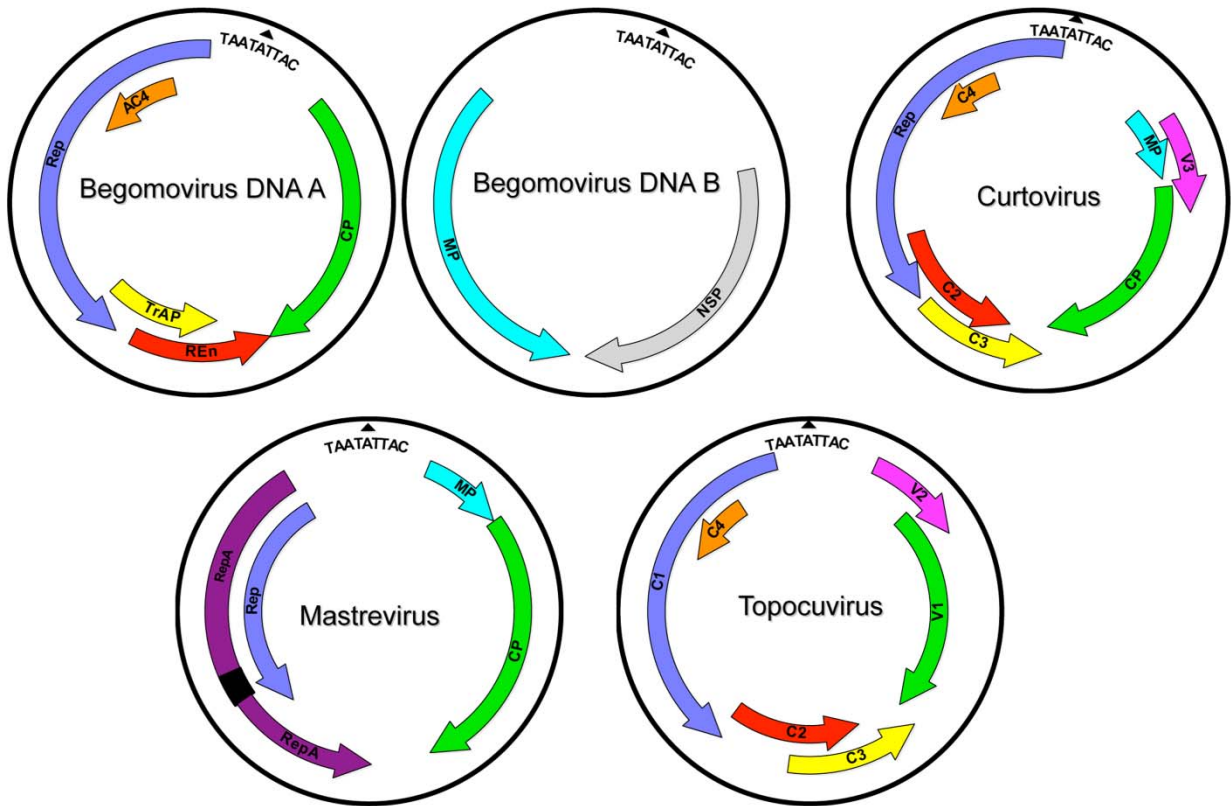 TAATATTAC
AC4
Rep
Begomovirus DNA A
CP
TrAP
REn
TAATATTAC
Begomovirus DNA B
MP
NSP
TAATATTAC
C4
Rep
MP
V3
Curtovirus
C2
CP
C3
TAATATTAC
MP
RepA
Rep
Mastrevirus
CP
RepA
TAATATTAC
V2
C4
C1
Topocuvirus
V1
C2
C3